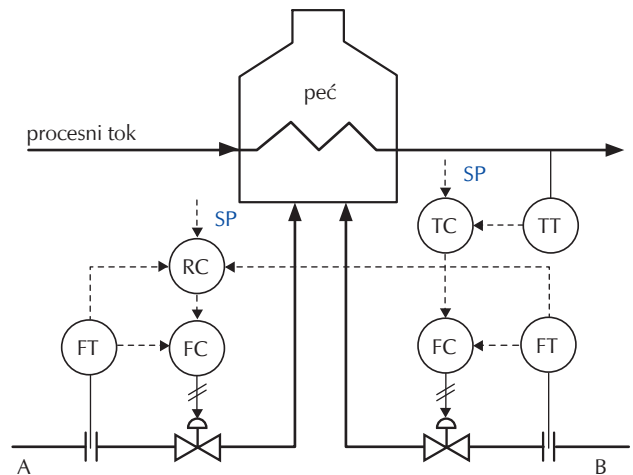 peć
procesni tok
SP
SP
TC
TT
RC
FT
FC
FC
FT
A
B